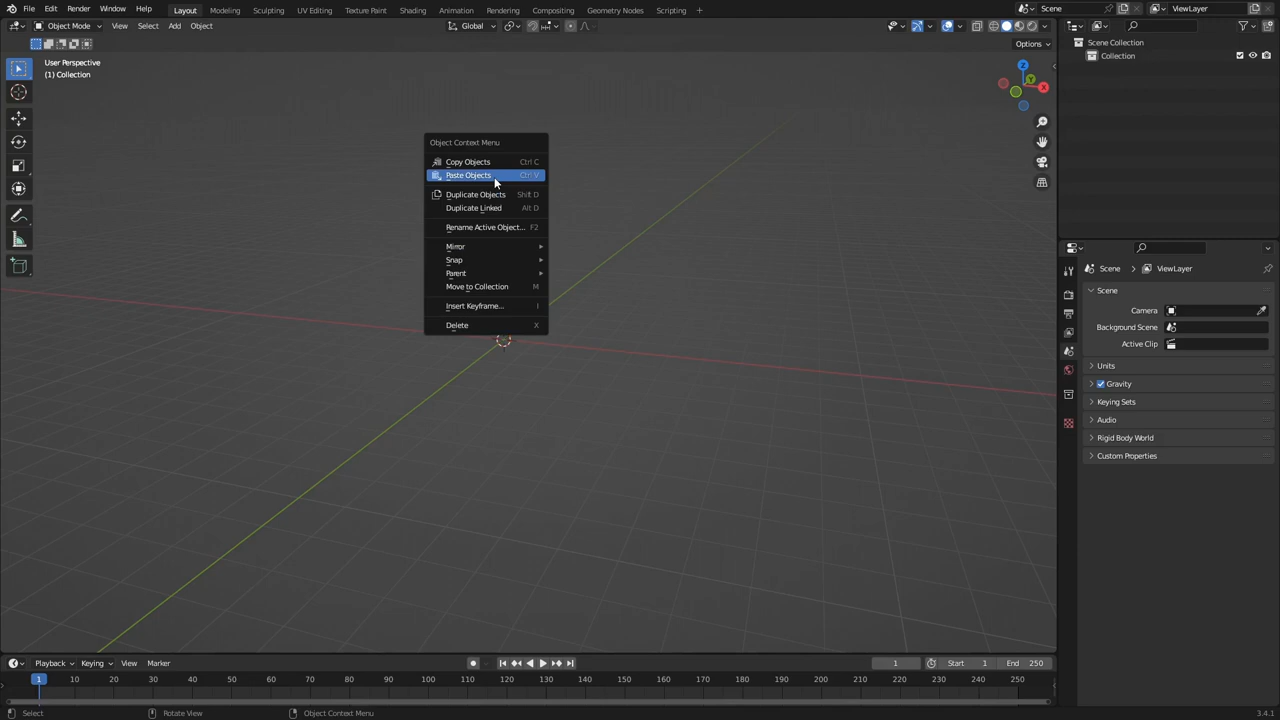 File Edit Render Window Help Layout Modeling Sculpting UV Editing Texture Paint Shading Animation Rendering Compositing Geometry Nodes Scripting + Scene ViewLayer
Object Mode View Select Add Object Global
Options
User Perspective
(1) Collection
Z
Y
X
Scene Collection
Collection
Object Context Menu
Copy Objects Ctrl C
Paste Objects Ctrl V
Duplicate Objects Shift D
Duplicate Linked Alt D
Rename Active Object... F2
Mirror
Snap
Parent
Move to Collection M
Insert Keyframe... I
Delete X
Scene ViewLayer
Scene
Camera
Background Scene
Active Clip
Units
Gravity
Keying Sets
Audio
Rigid Body World
Custom Properties
Playback Keying View Marker 1 Start 1 End 250
1 10 20 30 40 50 60 70 80 90 100 110 120 130 140 150 160 170 180 190 200 210 220 230 240 250
Select Rotate View Object Context Menu 3.4.1